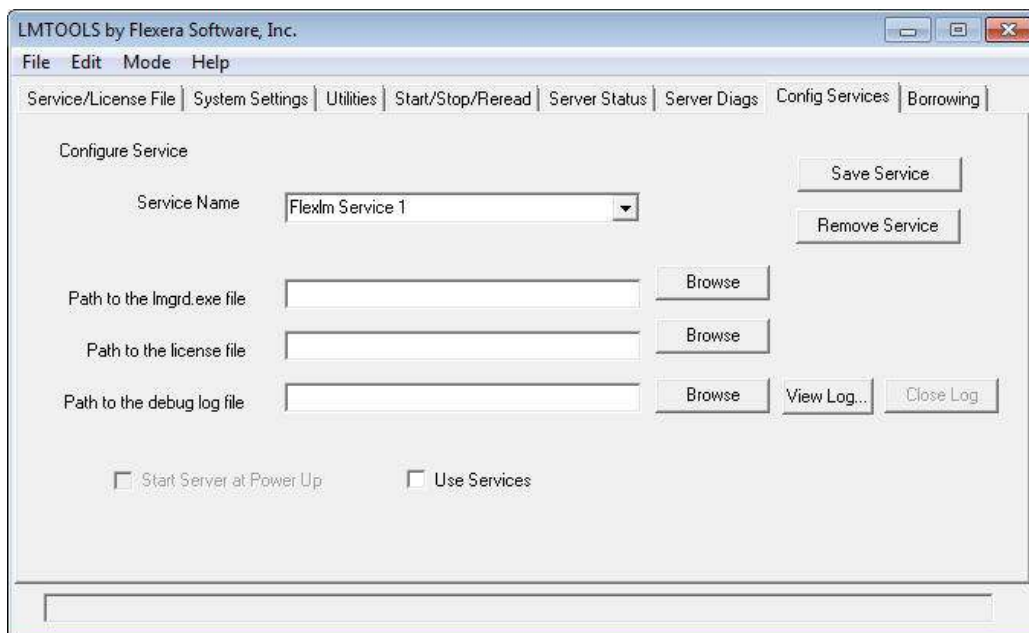 LMTOOLS by Flexera Software, Inc.
File Edit Mode Help
Service/License File System Settings Utilities Start/Stop/Reread Server Status Server Diags Config Services Borrowing
Configure Service
Save Service
Service Name Flexlm Service 1
Remove Service
Path to the lmgrd.exe file Browse
Path to the license file Browse
Path to the debug log file Browse View Log... Close Log
Start Server at Power Up Use Services